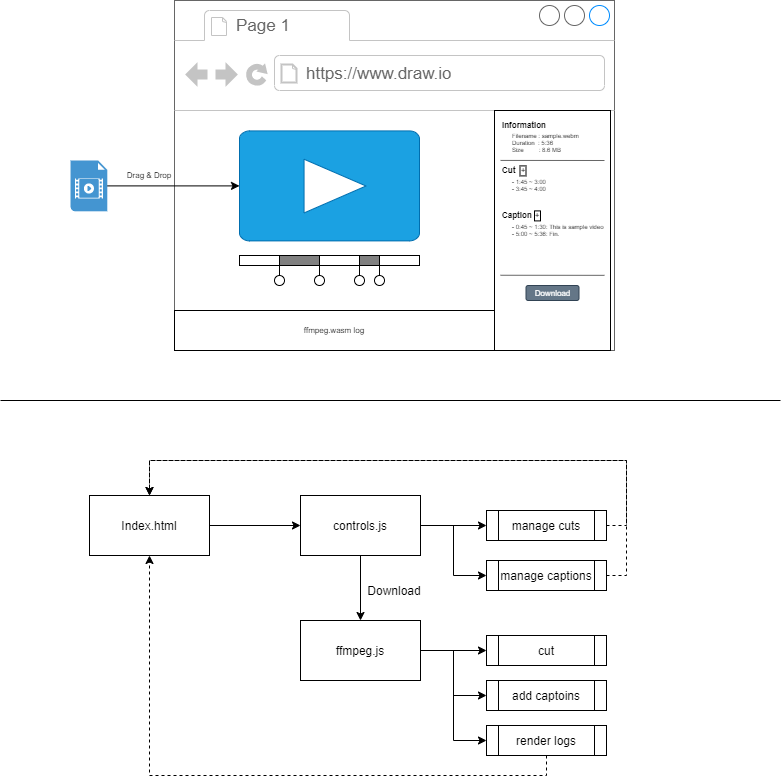 Page 1
https://www.draw.io
Drag & Drop
Information
Filename : sample.webm
Duration : 5:36
Size : 8.6 MB
Cut +
- 1:45 ~ 3:00
- 3:45 ~ 4:00
Caption +
- 0:45 ~ 1:30: This is sample video
- 5:00 ~ 5:36: Fin.
Download
ffmpeg.wasm log
Index.html
controls.js
manage cuts
manage captions
Download
ffmpeg.js
cut
add captoins
render logs